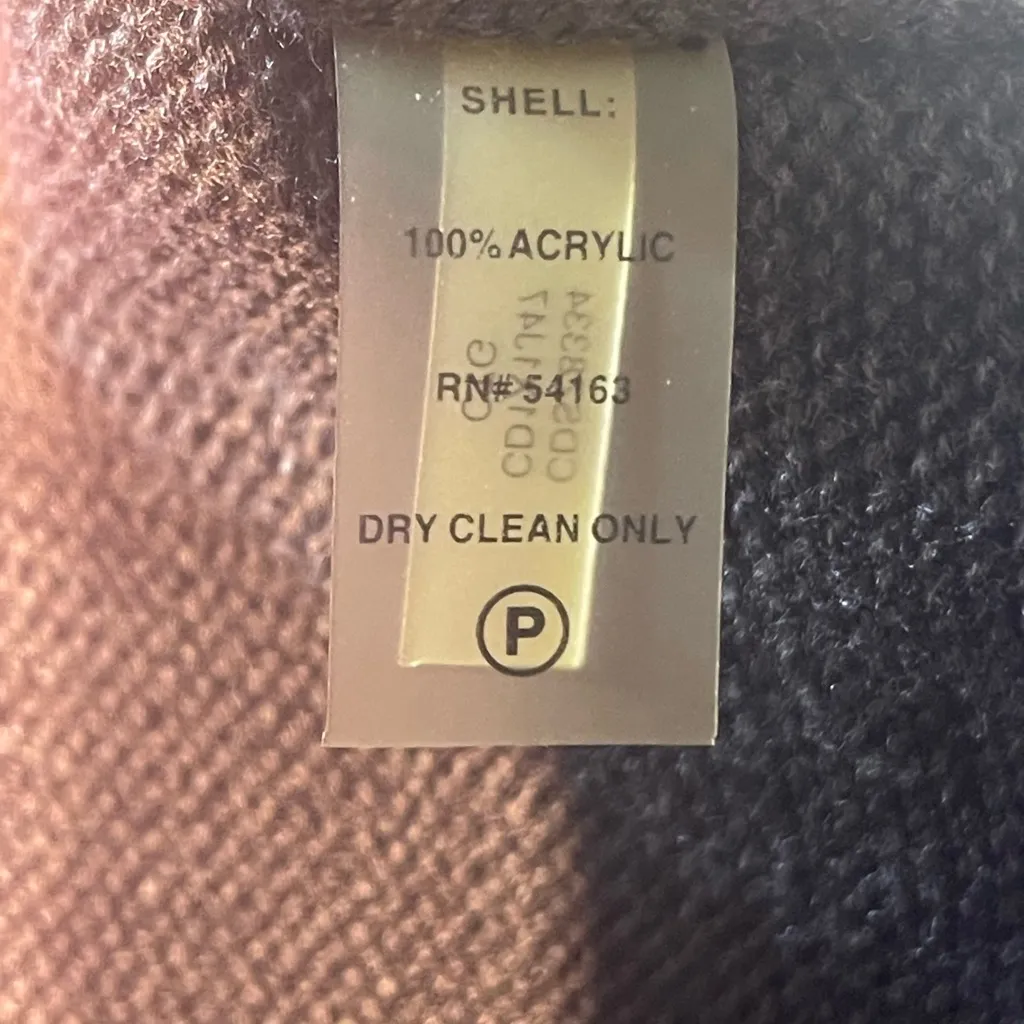 SHELL:
100% ACRYLIC
RN# 54163
DRY CLEAN ONLY
P